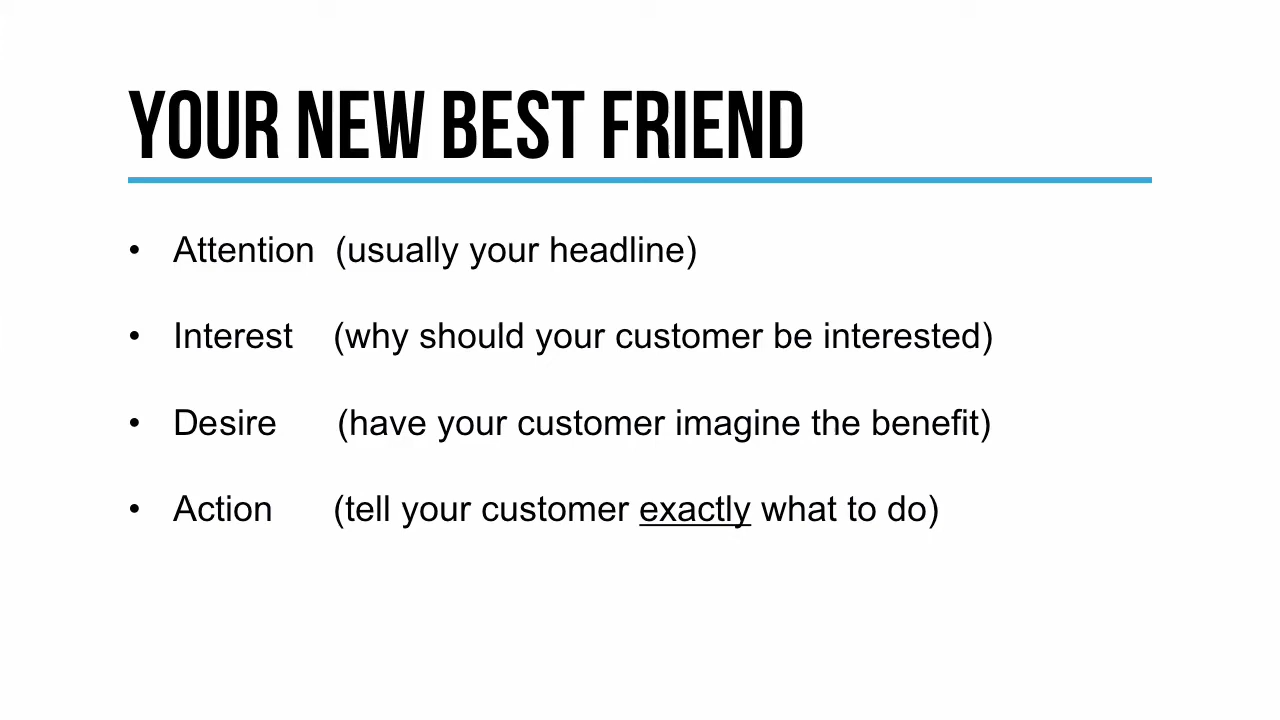 YOUR NEW BEST FRIEND
• Attention (usually your headline)
• Interest (why should your customer be interested)
• Desire (have your customer imagine the benefit)
• Action (tell your customer exactly what to do)